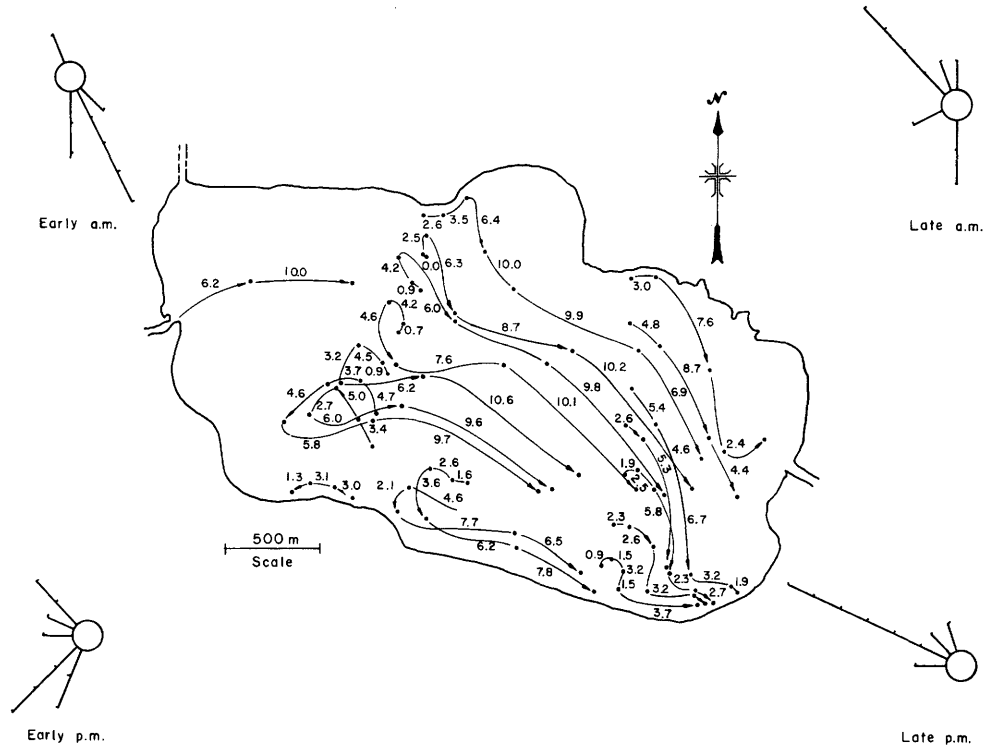 N
Early a.m.
Late a.m.
2.6 3.5 6.4
2.5
4.2 0.0 6.3 10.0
6.2 10.0 0.9 3.0
4.2 6.0
4.6 0.7 9.9 4.8 7.6
8.7
3.2 4.5 7.6 10.2 8.7
3.7 0.9
4.6 5.0 6.2 9.8 6.9
2.7 4.7 10.6 10.1 5.4
6.0 3.4 9.6 2.6
5.8 9.7 5.3 4.6 2.4
1.9
1.3 3.1 3.0 2.1 3.6 2.6 1.6 2.5 4.4
4.6 5.8
7.7 2.3 6.7
500 m 6.2 6.5 2.6
Scale 7.8 0.9 1.5
3.2 2.3 3.2
1.5 3.2 2.7 1.9
3.7
Early p.m.
Late p.m.